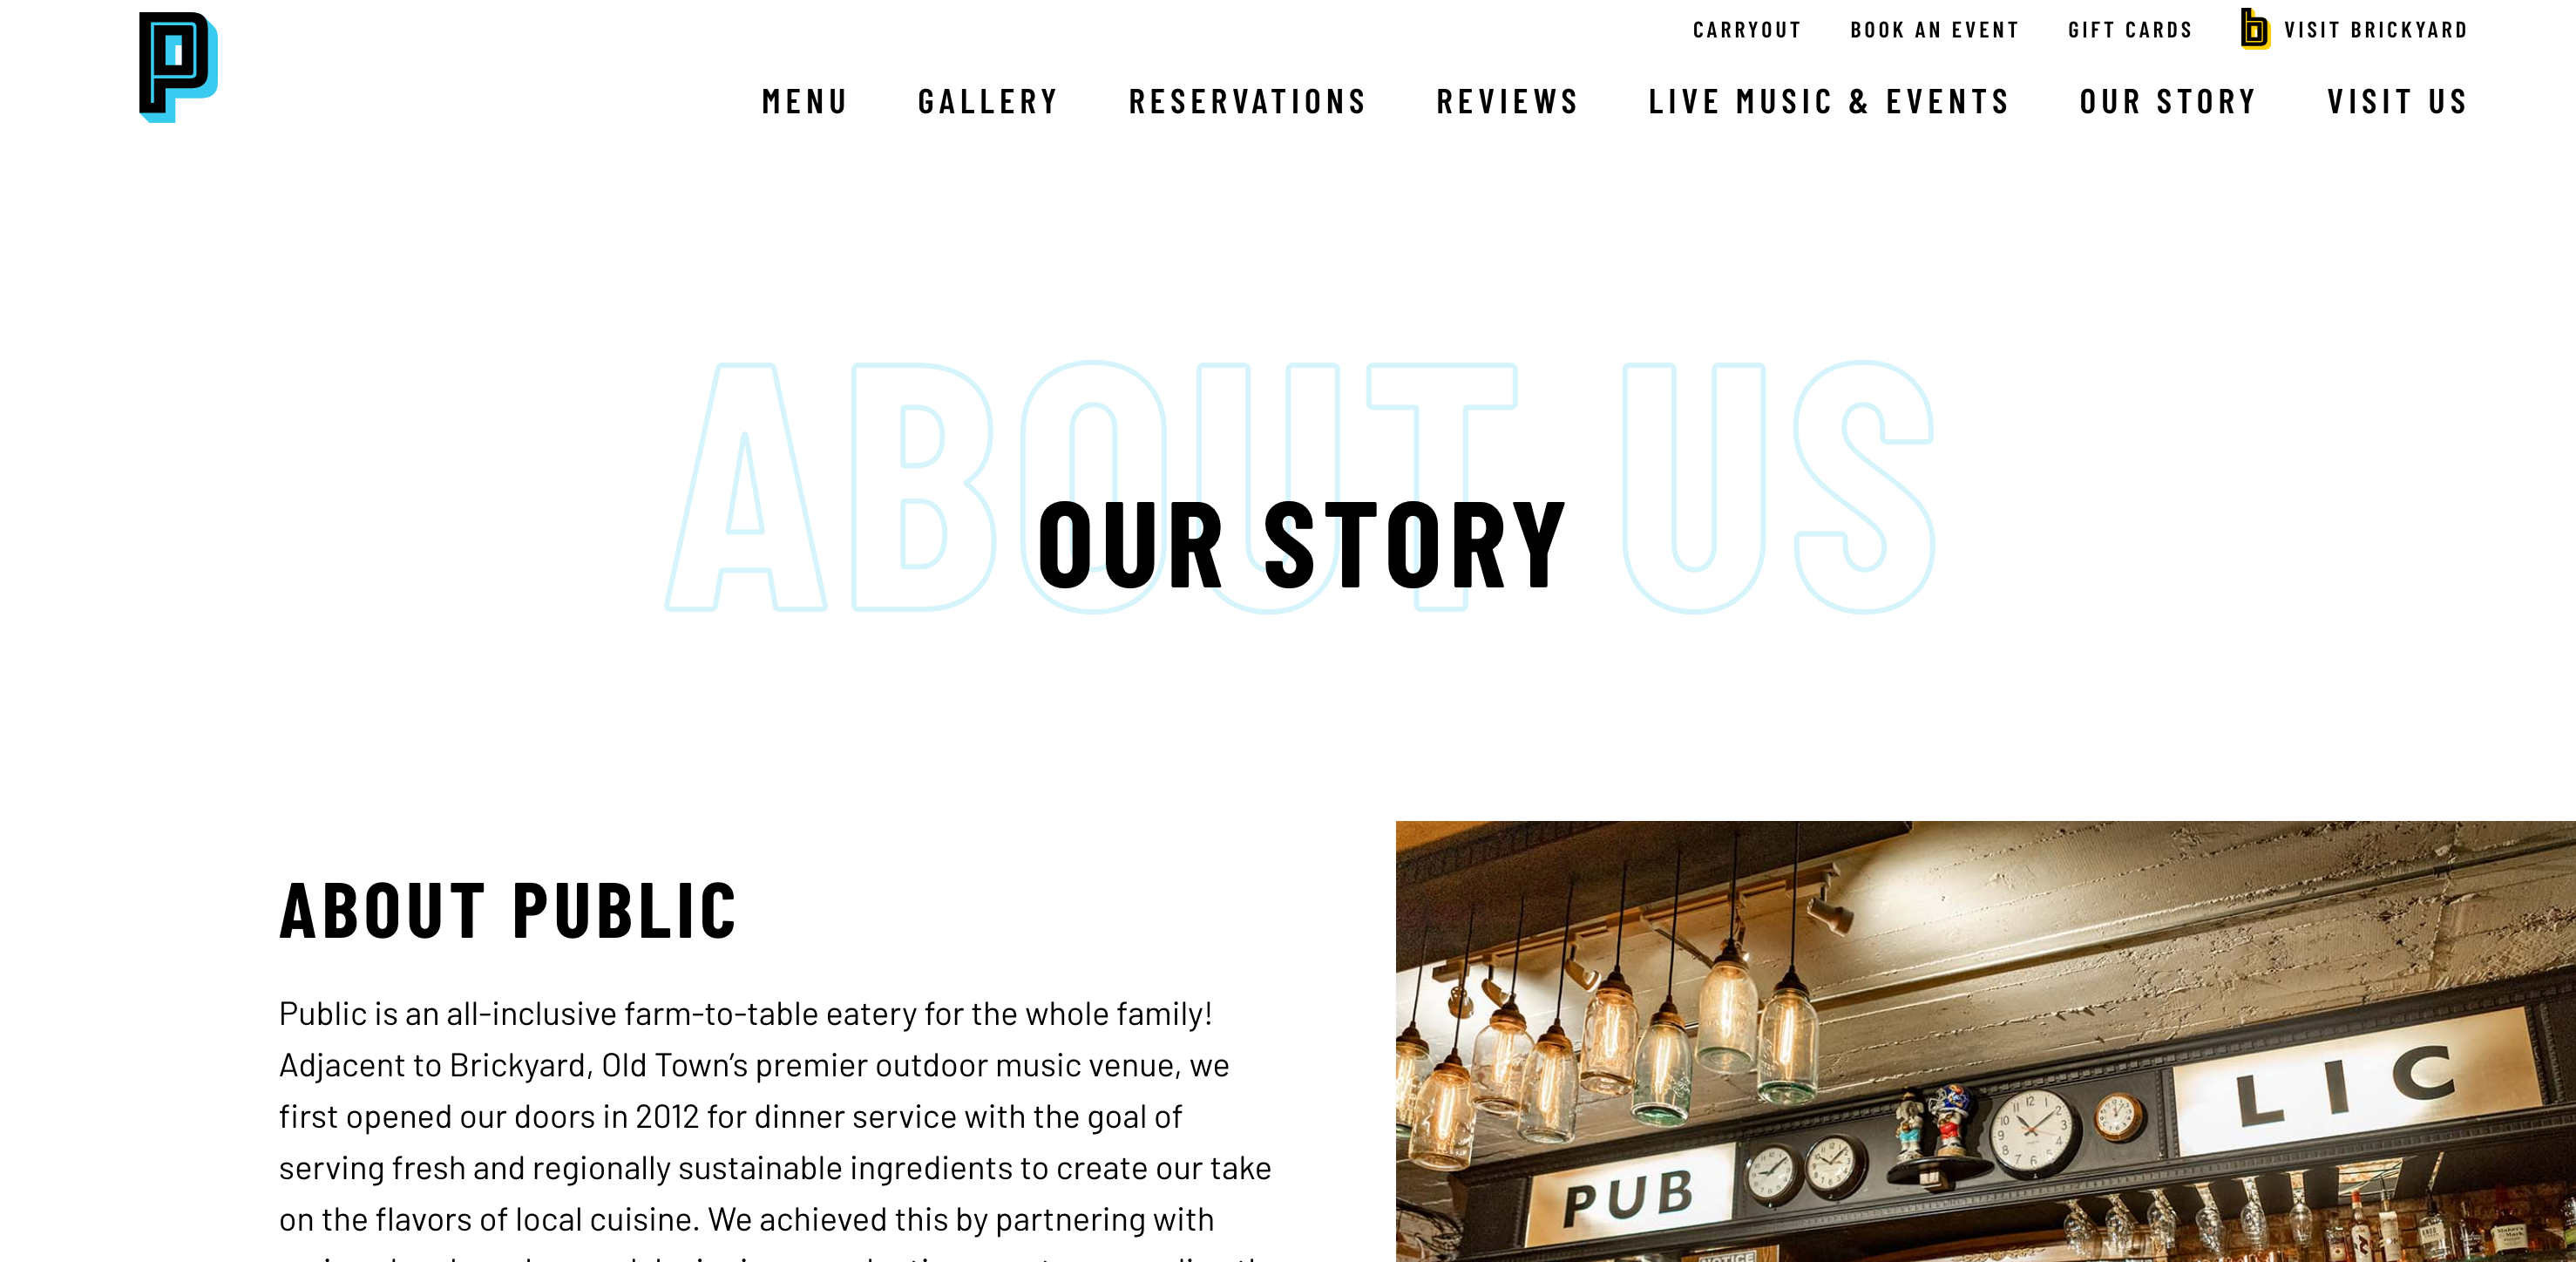 P
CARRYOUT BOOK AN EVENT GIFT CARDS b VISIT BRICKYARD
MENU GALLERY RESERVATIONS REVIEWS LIVE MUSIC & EVENTS OUR STORY VISIT US
ABOUT US
OUR STORY
ABOUT PUBLIC
Public is an all-inclusive farm-to-table eatery for the whole family!
Adjacent to Brickyard, Old Town’s premier outdoor music venue, we
first opened our doors in 2012 for dinner service with the goal of
serving fresh and regionally sustainable ingredients to create our take
on the flavors of local cuisine. We achieved this by partnering with
PUB LIC
NOTICE